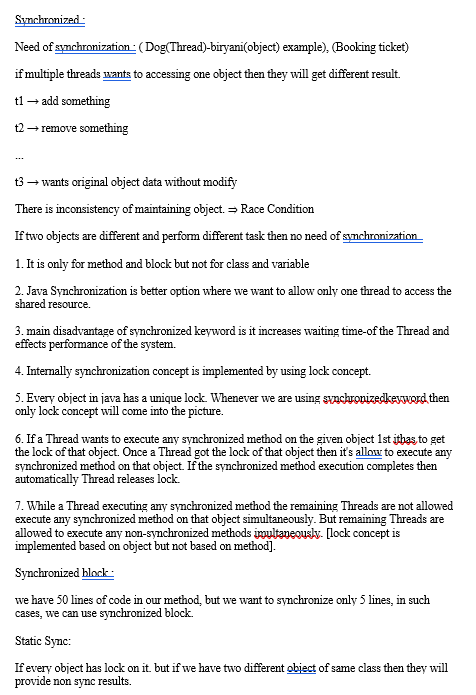 Synchronized :
Need of synchronization : ( Dog(Thread)-biryani(object) example), (Booking ticket)
if multiple threads wants to accessing one object then they will get different result.
t1 → add something
t2 → remove something
...
t3 → wants original object data without modify
There is inconsistency of maintaining object. ⇒ Race Condition
If two objects are different and perform different task then no need of synchronization
1. It is only for method and block but not for class and variable
2. Java Synchronization is better option where we want to allow only one thread to access the
shared resource.
3. main disadvantage of synchronized keyword is it increases waiting time-of the Thread and
effects performance of the system.
4. Internally synchronization concept is implemented by using lock concept.
5. Every object in java has a unique lock. Whenever we are using synchronizedkeyword then
only lock concept will come into the picture.
6. If a Thread wants to execute any synchronized method on the given object 1st ithas to get
the lock of that object. Once a Thread got the lock of that object then it's allow to execute any
synchronized method on that object. If the synchronized method execution completes then
automatically Thread releases lock.
7. While a Thread executing any synchronized method the remaining Threads are not allowed
execute any synchronized method on that object simultaneously. But remaining Threads are
allowed to execute any non-synchronized methods imultaneously. [lock concept is
implemented based on object but not based on method].
Synchronized block :
we have 50 lines of code in our method, but we want to synchronize only 5 lines, in such
cases, we can use synchronized block.
Static Sync:
If every object has lock on it. but if we have two different object of same class then they will
provide non sync results.